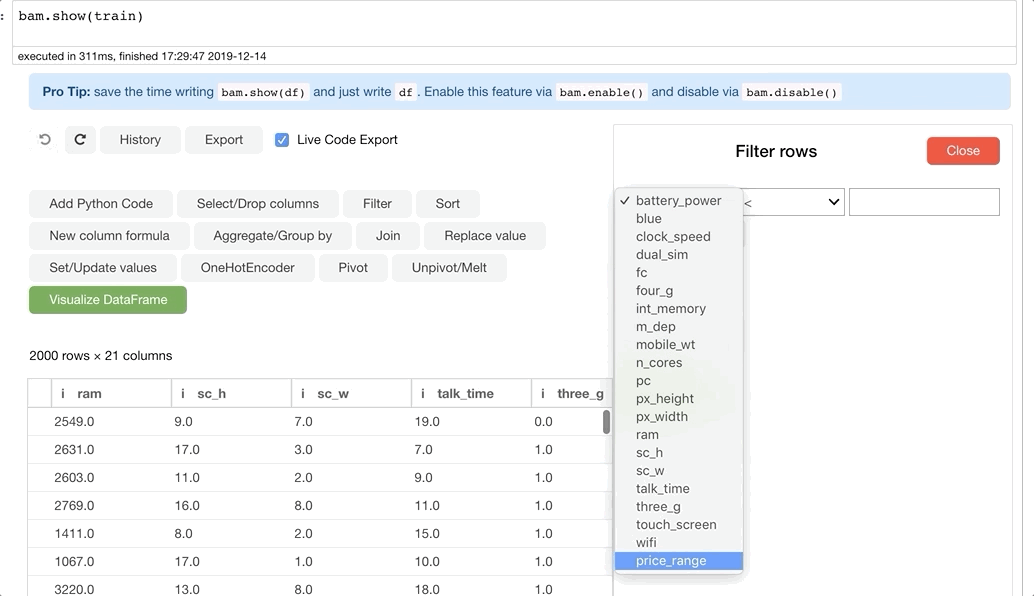 : bam.show(train)
executed in 311ms, finished 17:29:47 2019-12-14
Pro Tip: save the time writing bam.show(df) and just write df . Enable this feature via bam.enable() and disable via bam.disable()
History Export Live Code Export
Filter rows Close
Add Python Code Select/Drop columns Filter Sort
New column formula Aggregate/Group by Join Replace value
Set/Update values OneHotEncoder Pivot Unpivot/Melt
Visualize DataFrame
battery_power <
blue
clock_speed
dual_sim
fc
four_g
int_memory
m_dep
mobile_wt
n_cores
pc
px_height
px_width
ram
sc_h
sc_w
talk_time
three_g
touch_screen
wifi
price_range
2000 rows × 21 columns
i ram i sc_h i sc_w i talk_time i three_g
2549.0 9.0 7.0 19.0 0.0
2631.0 17.0 3.0 7.0 1.0
2603.0 11.0 2.0 9.0 1.0
2769.0 16.0 8.0 11.0 1.0
1411.0 8.0 2.0 15.0 1.0
1067.0 17.0 1.0 10.0 1.0
3220.0 13.0 8.0 18.0 1.0